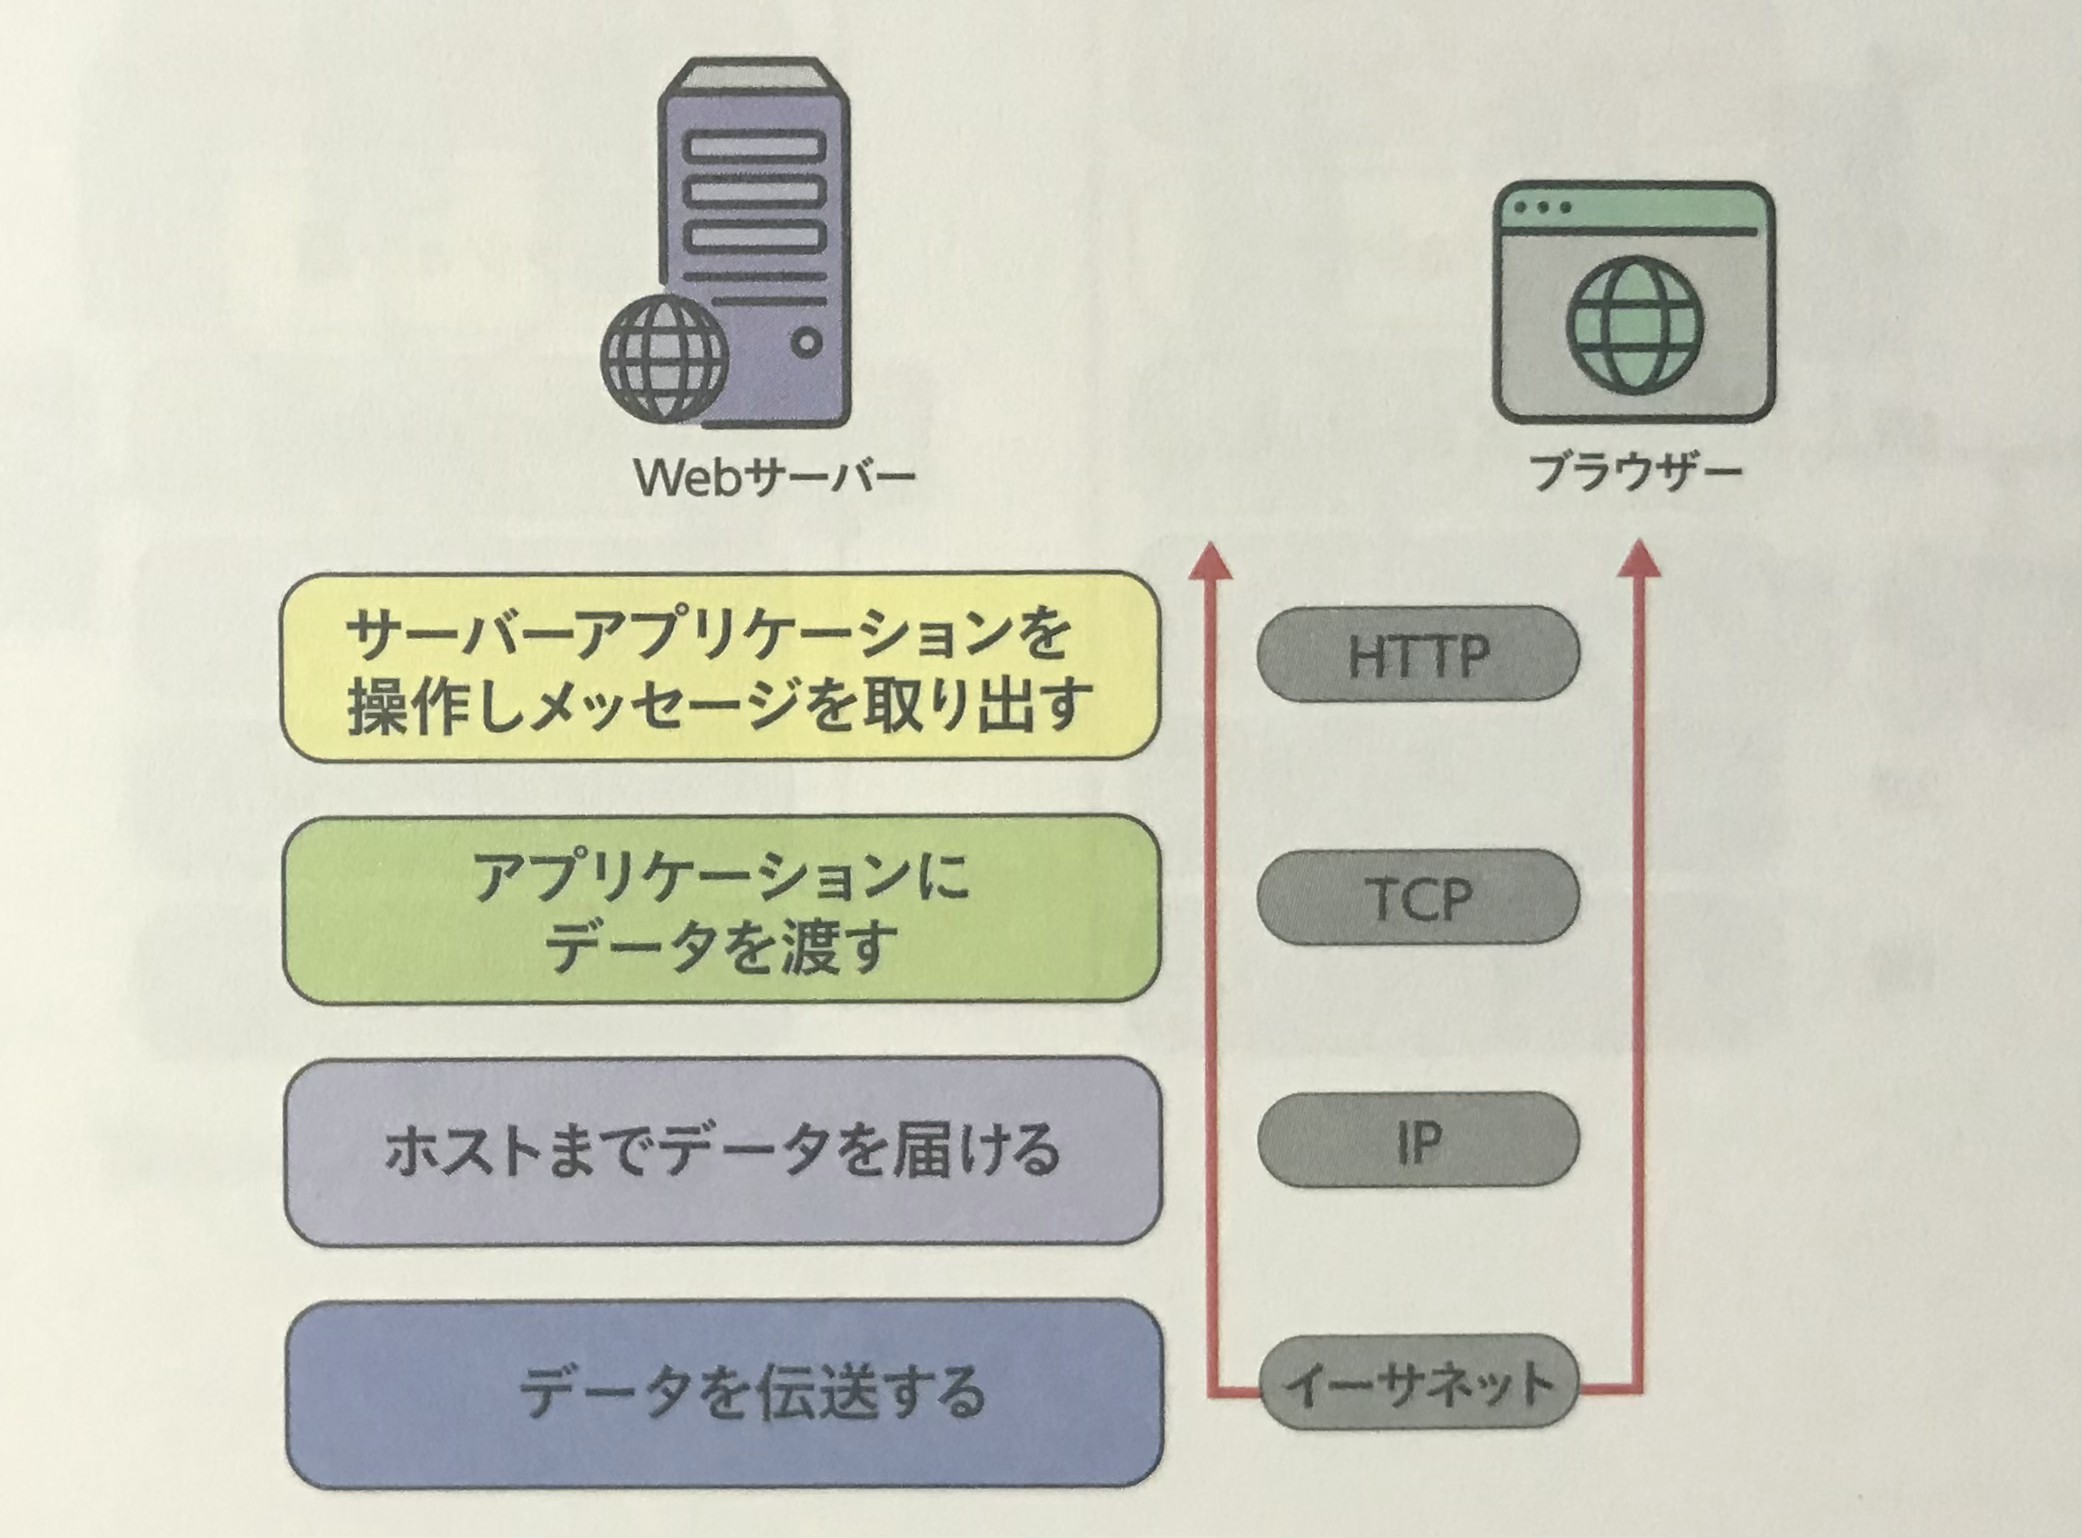 Webサーバー
ブラウザー
サーバーアプリケーションを
操作しメッセージを取り出す
HTTP
アプリケーションに
データを渡す
TCP
ホストまでデータを届ける
IP
データを伝送する
イーサネット